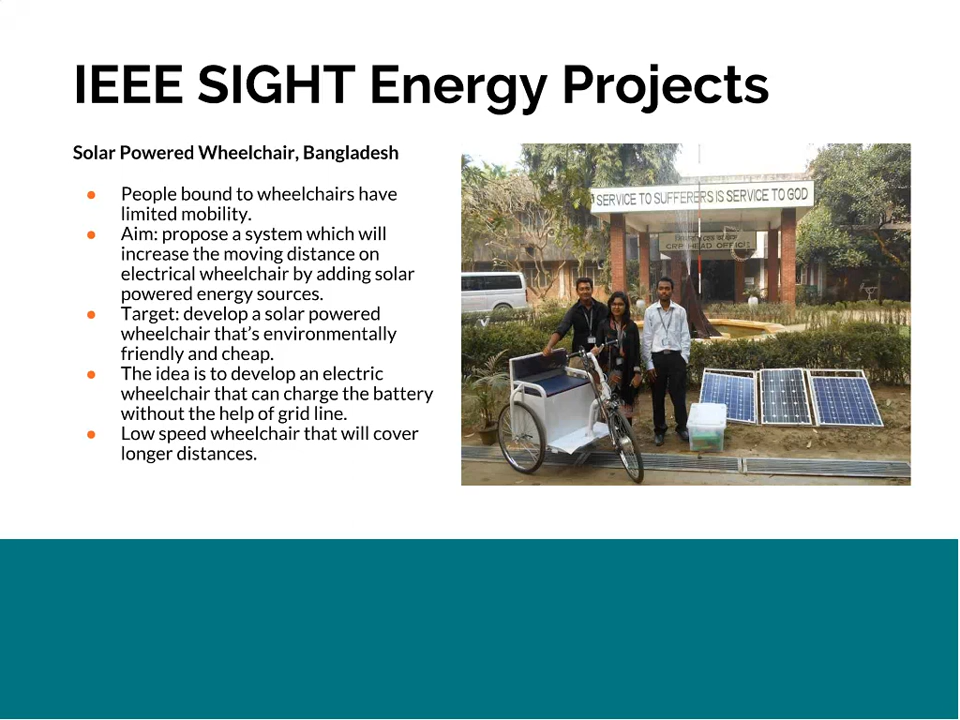 IEEE SIGHT Energy Projects
Solar Powered Wheelchair, Bangladesh
● People bound to wheelchairs have
limited mobility.
● Aim: propose a system which will
increase the moving distance on
electrical wheelchair by adding solar
powered energy sources.
● Target: develop a solar powered
wheelchair that's environmentally
friendly and cheap.
● The idea is to develop an electric
wheelchair that can charge the battery
without the help of grid line.
● Low speed wheelchair that will cover
longer distances.
SERVICE TO SUFFERERS IS SERVICE TO GOD
CRP HEAD OFFICE